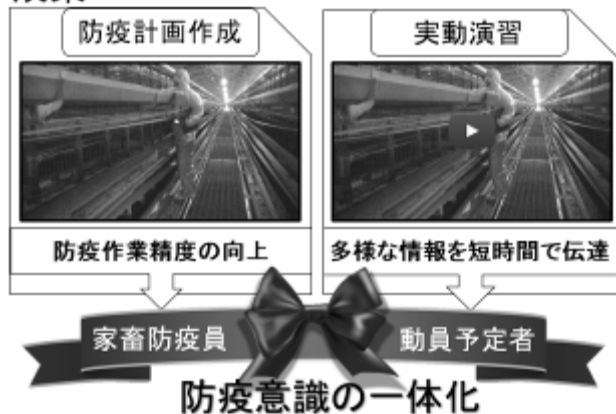 防疫計画作成
実動演習
防疫作業精度の向上
多様な情報を短時間で伝達
家畜防疫員
動員予定者
防疫意識の一体化